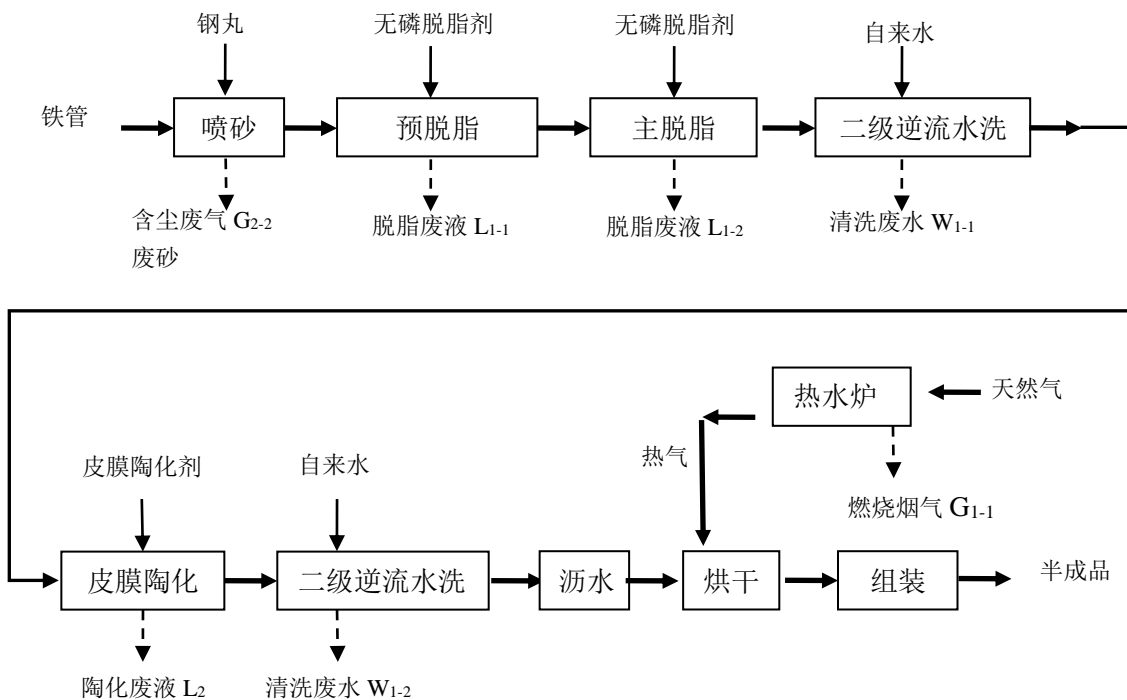 钢丸
无磷脱脂剂
无磷脱脂剂
自来水
铁管
喷砂
预脱脂
主脱脂
二级逆流水洗
含尘废气 G2-2
废砂
脱脂废液 L1-1
脱脂废液 L1-2
清洗废水 W1-1
热水炉
天然气
热气
燃烧烟气 G1-1
皮膜陶化剂
自来水
皮膜陶化
二级逆流水洗
沥水
烘干
组装
半成品
陶化废液 L2
清洗废水 W1-2